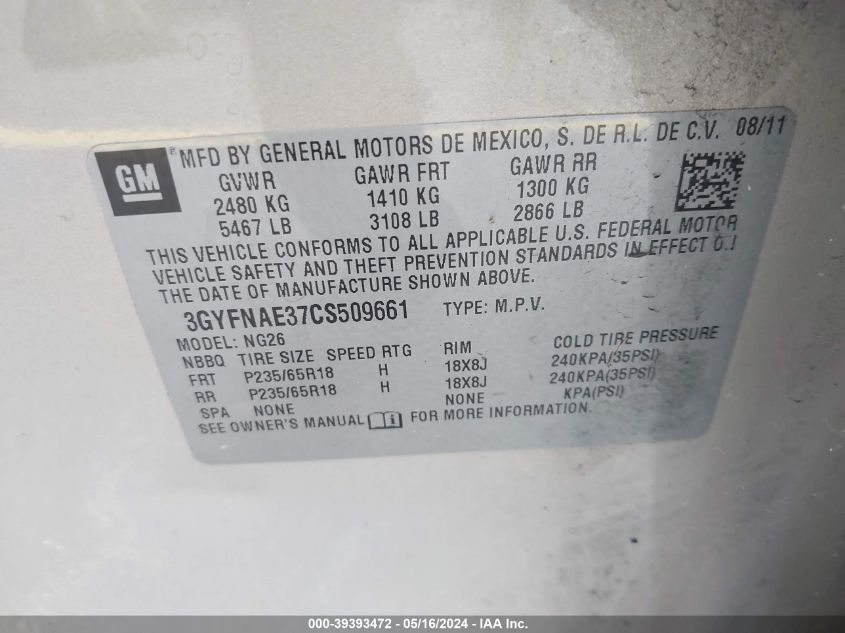 GM
MFD BY GENERAL MOTORS DE MEXICO, S. DE R.L. DE C.V. 08/11
GVWR GAWR FRT GAWR RR
2480 KG 1410 KG 1300 KG
5467 LB 3108 LB 2866 LB
THIS VEHICLE CONFORMS TO ALL APPLICABLE U.S. FEDERAL MOTOR
VEHICLE SAFETY AND THEFT PREVENTION STANDARDS IN EFFECT
THE DATE OF MANUFACTURE SHOWN ABOVE.
3GYFNAE37CS509661 TYPE: M.P.V.
MODEL: NG26
NBBQ TIRE SIZE SPEED RTG RIM COLD TIRE PRESSURE
FRT P235/65R18 H 18X8J 240KPA(35PSI)
RR P235/65R18 H 18X8J 240KPA(35PSI)
SPA NONE NONE KPA(PSI)
SEE OWNER'S MANUAL i FOR MORE INFORMATION.
000-39393472 - 05/16/2024 - IAA Inc.